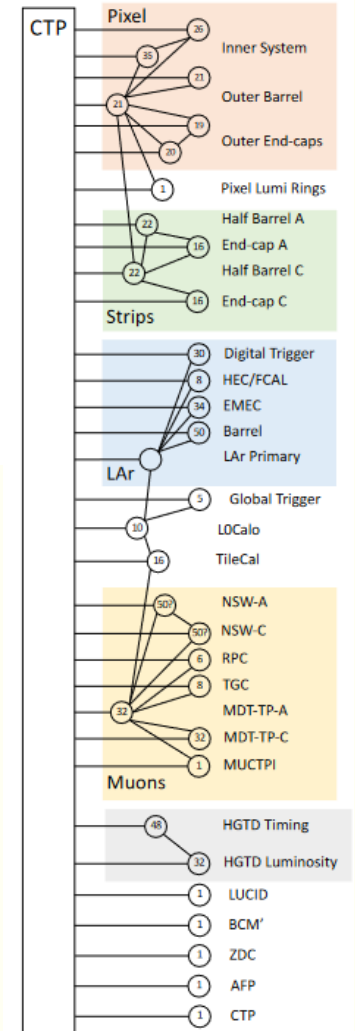 CTP
Pixel
26
35
Inner System
21
21
Outer Barrel
19
20
Outer End-caps
1
Pixel Lumi Rings
22
Half Barrel A
16
End-cap A
22
Half Barrel C
16
End-cap C
Strips
30
Digital Trigger
8
HEC/FCAL
34
EMEC
50
Barrel
LAr Primary
LAr
5
Global Trigger
10
L0Calo
16
TileCal
50?
NSW-A
50?
NSW-C
6
RPC
8
TGC
32
MDT-TP-A
32
MDT-TP-C
1
MUCTPI
Muons
48
HGTD Timing
32
HGTD Luminosity
1
LUCID
1
BCM'
1
ZDC
1
AFP
1
CTP